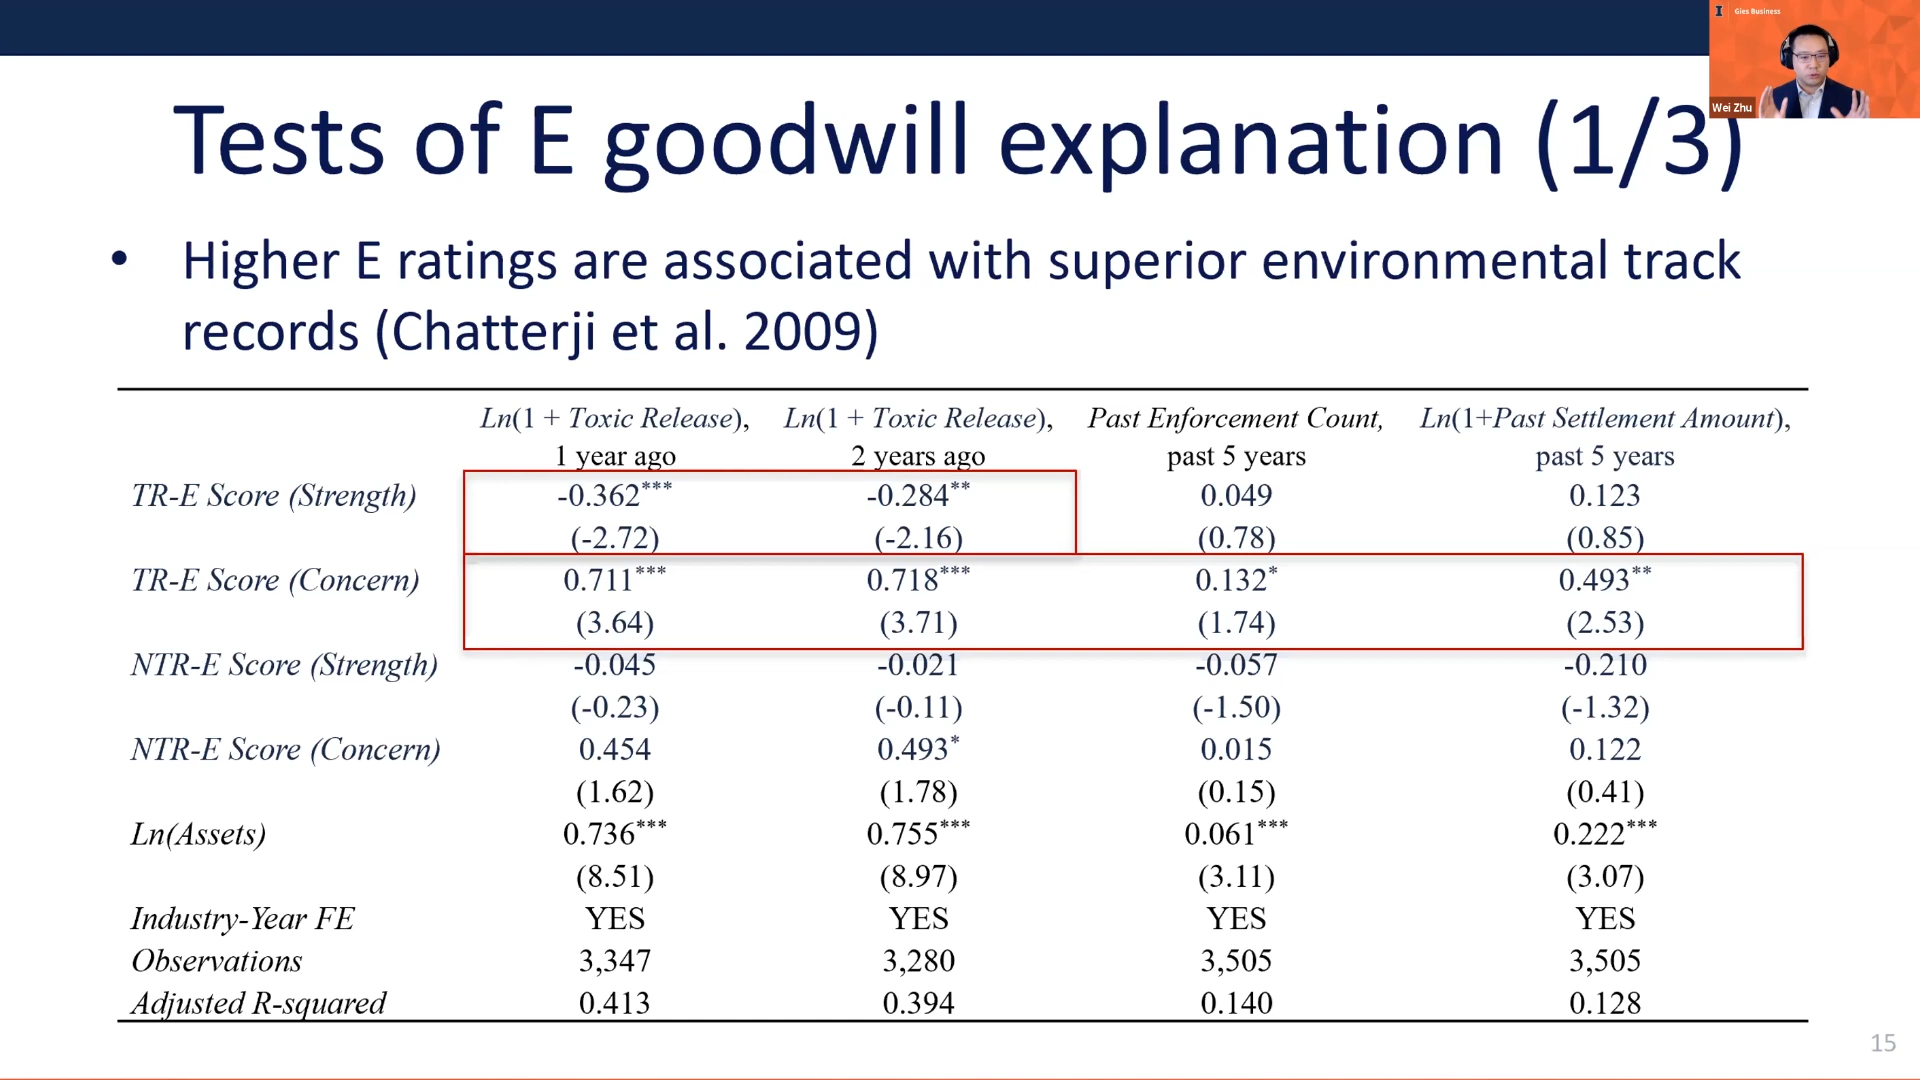 Gies Business
Wei Zhu
Tests of E goodwill explanation (1/3)
• Higher E ratings are associated with superior environmental track
records (Chatterji et al. 2009)
Ln(1 + Toxic Release), Ln(1 + Toxic Release), Past Enforcement Count, Ln(1+Past Settlement Amount),
1 year ago 2 years ago past 5 years past 5 years
TR-E Score (Strength) -0.362*** -0.284** 0.049 0.123
(-2.72) (-2.16) (0.78) (0.85)
TR-E Score (Concern) 0.711*** 0.718*** 0.132* 0.493**
(3.64) (3.71) (1.74) (2.53)
NTR-E Score (Strength) -0.045 -0.021 -0.057 -0.210
(-0.23) (-0.11) (-1.50) (-1.32)
NTR-E Score (Concern) 0.454 0.493* 0.015 0.122
(1.62) (1.78) (0.15) (0.41)
Ln(Assets) 0.736*** 0.755*** 0.061*** 0.222***
(8.51) (8.97) (3.11) (3.07)
Industry-Year FE YES YES YES YES
Observations 3,347 3,280 3,505 3,505
Adjusted R-squared 0.413 0.394 0.140 0.128
15